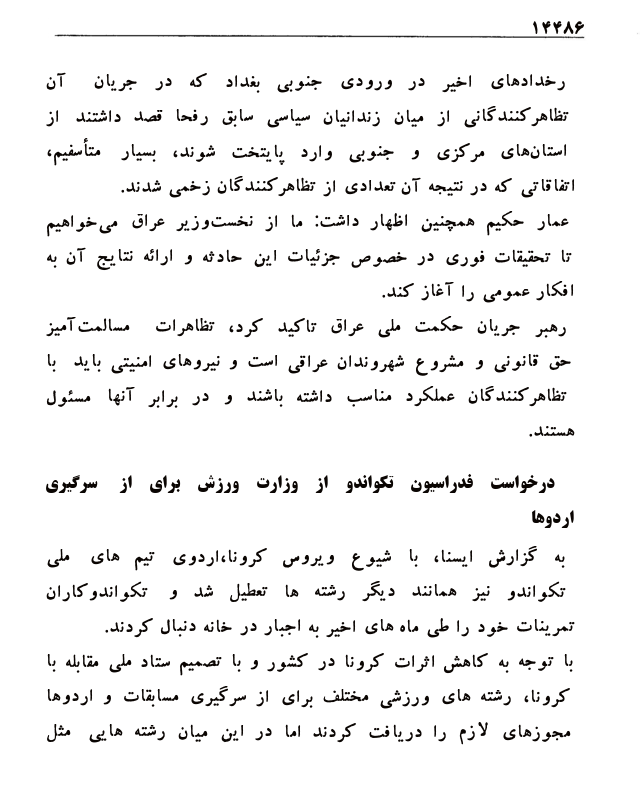 ۱۴۴۸۶
رخدادهای اخیر در ورودی جنوبی بغداد که در جریان آن
تظاهرکنندگانی از میان زندانیان سیاسی سابق رفحا قصد داشتند از
استان‌های مرکزی و جنوبی وارد پایتخت شوند، بسیار متأسفیم،
اتفاقاتی که در نتیجه آن تعدادی از تظاهرکنندگان زخمی شدند.
عمار حکیم همچنین اظهار داشت: ما از نخست‌وزیر عراق می‌خواهیم
تا تحقیقات فوری در خصوص جزئیات این حادثه و ارائه نتایج آن به
افکار عمومی را آغاز کند.
رهبر جریان حکمت ملی عراق تاکید کرد، تظاهرات مسالمت‌آمیز
حق قانونی و مشروع شهروندان عراقی است و نیروهای امنیتی باید با
تظاهرکنندگان عملکرد مناسب داشته باشند و در برابر آنها مسئول
هستند.
درخواست فدراسیون تکواندو از وزارت ورزش برای از سرگیری
اردوها
به گزارش ایسنا، با شیوع ویروس کرونا،اردوی تیم های ملی
تکواندو نیز همانند دیگر رشته ها تعطیل شد و تکواندوکاران
تمرینات خود را طی ماه های اخیر به اجبار در خانه دنبال کردند.
با توجه به کاهش اثرات کرونا در کشور و با تصمیم ستاد ملی مقابله با
کرونا، رشته های ورزشی مختلف برای از سرگیری مسابقات و اردوها
مجوزهای لازم را دریافت کردند اما در این میان رشته هایی مثل